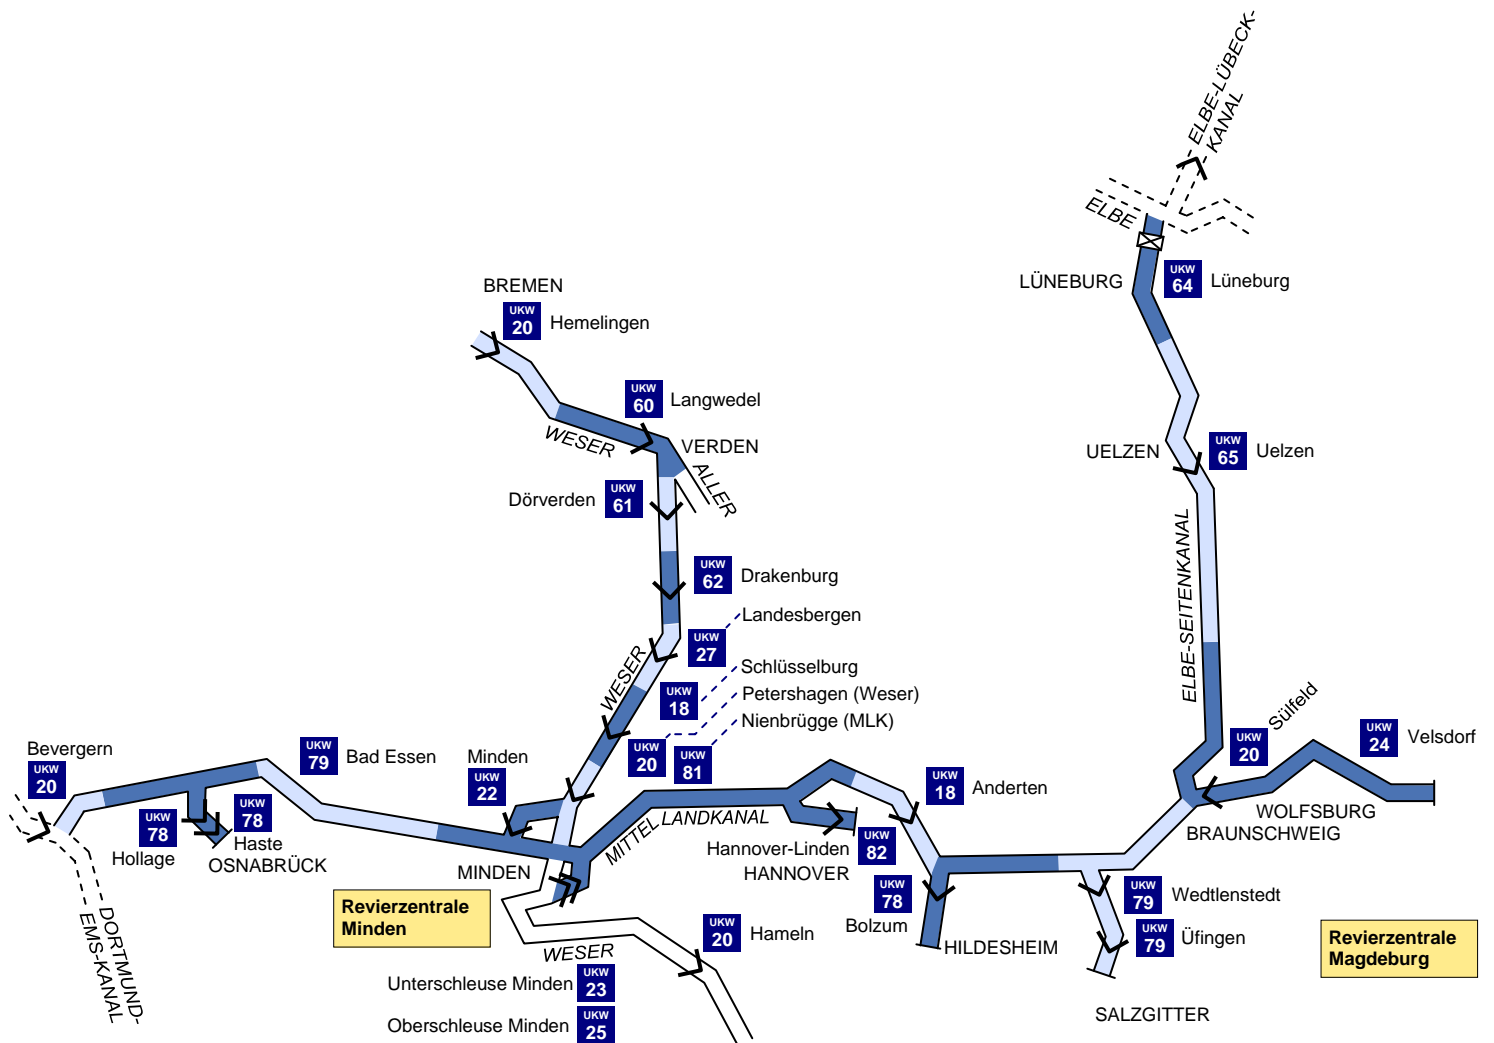 ELBE-LÜBECK-
KANAL
ELBE
LÜNEBURG
UKW
64
Lüneburg
BREMEN
UKW
20
Hemelingen
UKW
60
Langwedel
WESER
VERDEN
ALLER
UELZEN
UKW
65
Uelzen
Dörverden
UKW
61
UKW
62
Drakenburg
Landesbergen
UKW
27
ELBE-SEITENKANAL
WESER
Schlüsselburg
UKW
18
Petershagen (Weser)
Nienbrügge (MLK)
UKW
20
UKW
81
Sülfeld
UKW
20
UKW
24
Velsdorf
Bevergern
UKW
20
UKW
79
Bad Essen
Minden
UKW
22
UKW
18
Anderten
WOLFSBURG
BRAUNSCHWEIG
UKW
78
Hollage
UKW
78
Haste
OSNABRÜCK
MITTEL
LANDKANAL
Hannover-Linden
HANNOVER
UKW
82
MINDEN
Revierzentrale
Minden
UKW
78
Bolzum
UKW
79
Wedtlenstedt
DORTMUND-
EMS-KANAL
WESER
UKW
20
Hameln
HILDESHEIM
UKW
79
Üfingen
Revierzentrale
Magdeburg
Unterschleuse Minden
UKW
23
Oberschleuse Minden
UKW
25
SALZGITTER